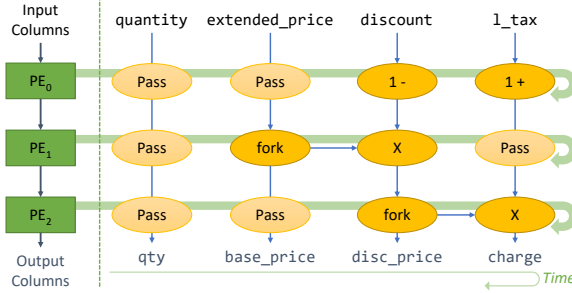 Input
Columns
quantity extended_price discount l_tax
PE0 Pass Pass 1 - 1 +
PE1 Pass fork X Pass
PE2 Pass Pass fork X
Output
Columns
qty base_price disc_price charge
Time